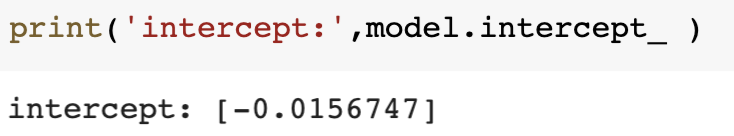 print('intercept:',model.intercept_ )
intercept: [-0.0156747]